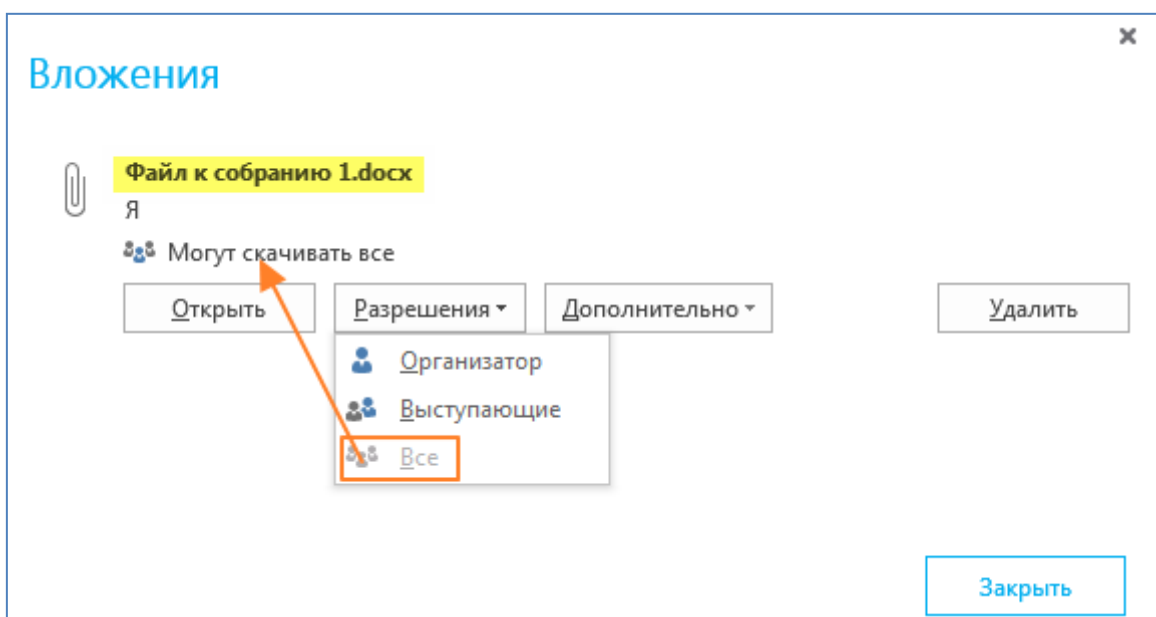 Вложения
Файл к собранию 1.docx
Я
Могут скачивать все
Открыть Разрешения Дополнительно Удалить
Организатор
Выступающие
Все
Закрыть